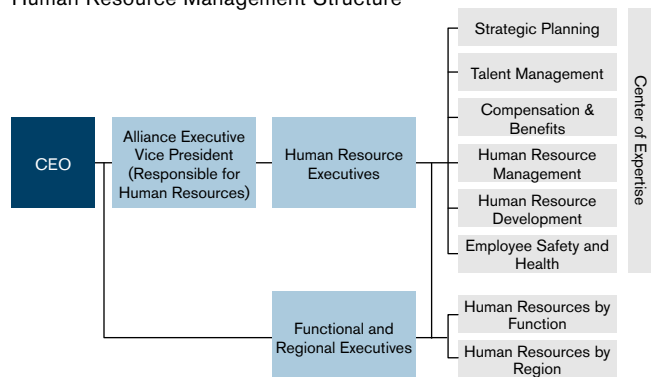 Human Resource Management Structure
CEO
Alliance Executive
Vice President
(Responsible for
Human Resources)
Human Resource
Executives
Functional and
Regional Executives
Strategic Planning
Talent Management
Compensation &
Benefits
Human Resource
Management
Human Resource
Development
Employee Safety and
Health
Center of Expertise
Human Resources by
Function
Human Resources by
Region